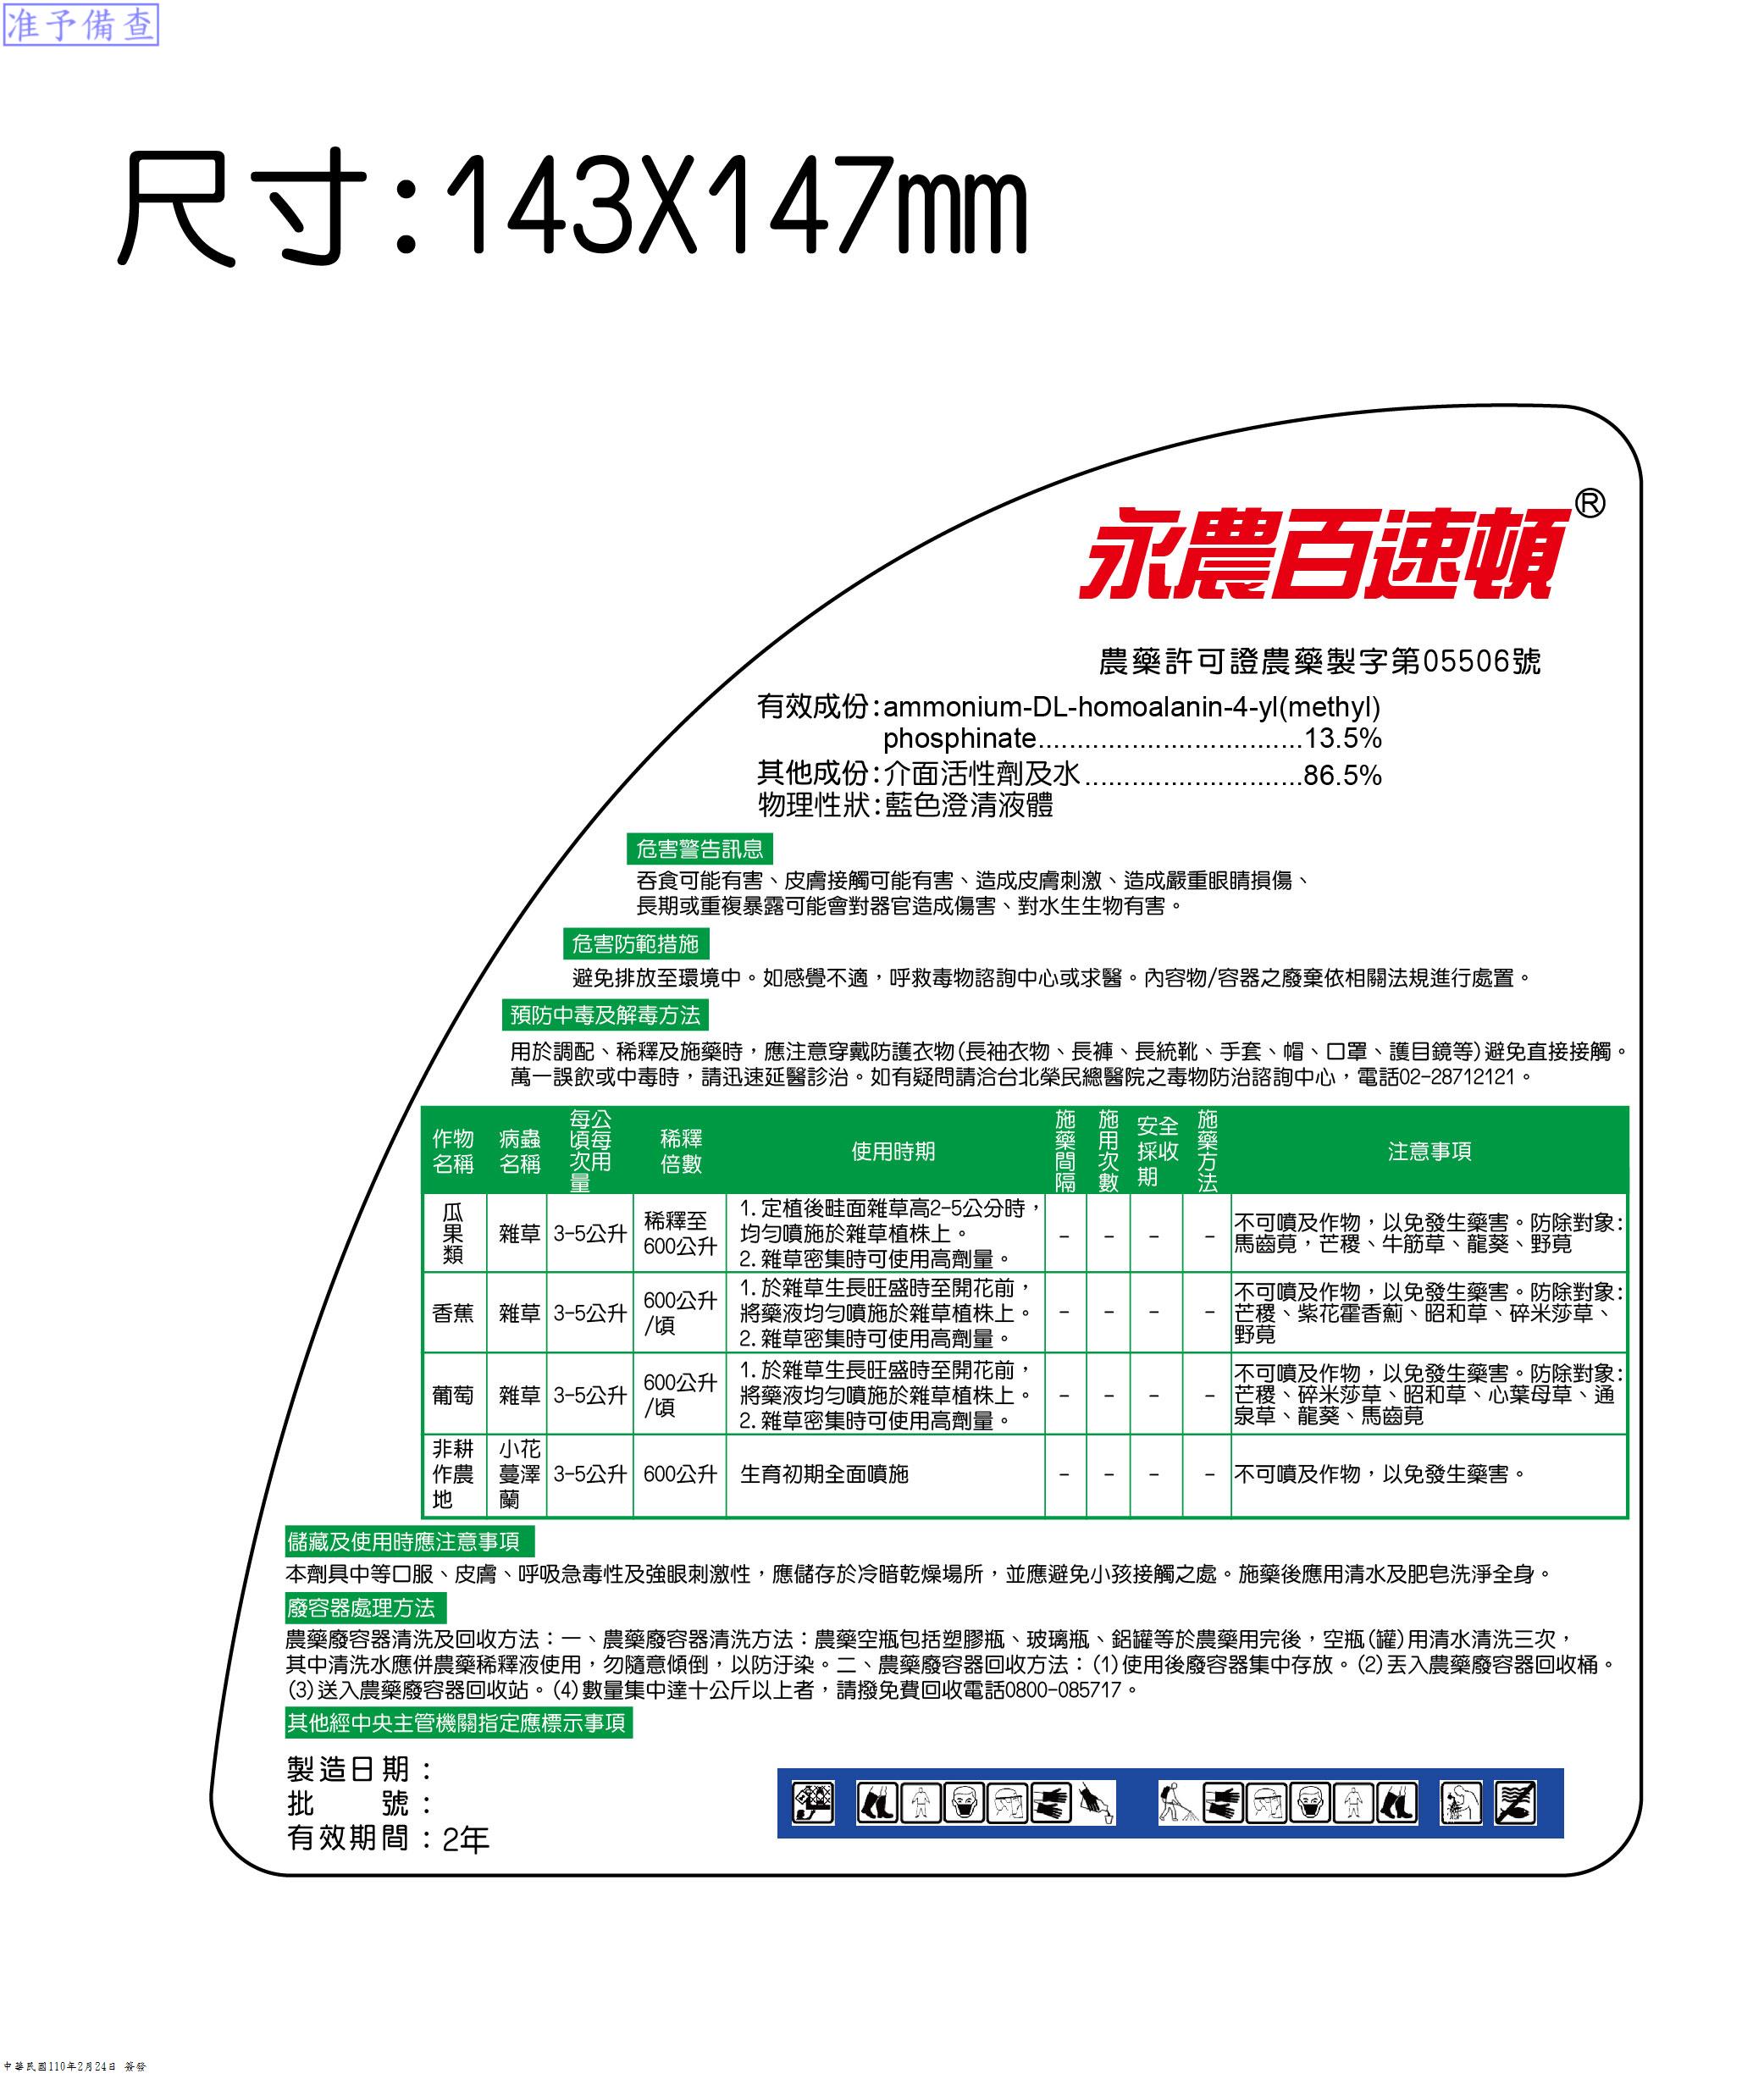 准予備查
尺寸:143X147mm
永農百速頓®
農藥許可證農藥製字第05506號
有效成份:ammonium-DL-homoalanin-4-yl(methyl)
phosphinate..................................13.5%
其他成份:介面活性劑及水............................86.5%
物理性狀:藍色澄清液體
危害警告訊息
吞食可能有害、皮膚接觸可能有害、造成皮膚刺激、造成嚴重眼睛損傷、
長期或重複暴露可能會對器官造成傷害、對水生生物有害。
危害防範措施
避免排放至環境中。如感覺不適，呼救毒物諮詢中心或求醫。內容物/容器之廢棄依相關法規進行處置。
預防中毒及解毒方法
用於調配、稀釋及施藥時，應注意穿戴防護衣物(長袖衣物、長褲、長統靴、手套、帽、口罩、護目鏡等)避免直接接觸。
萬一誤飲或中毒時，請迅速延醫診治。如有疑問請洽台北榮民總醫院之毒物防治諮詢中心，電話02-28712121。
作物名稱 病蟲名稱 每公頃每次用量 稀釋倍數 使用時期 施藥間隔 施用次數 安全採收期 施藥方法 注意事項
瓜果類 雜草 3-5公升 稀釋至600公升 1.定植後畦面雜草高2-5公分時，均勻噴施於雜草植株上。2.雜草密集時可使用高劑量。 - - - - 不可噴及作物，以免發生藥害。防除對象:馬齒莧，芒稷、牛筋草、龍葵、野莧
香蕉 雜草 3-5公升 600公升/頃 1.於雜草生長旺盛時至開花前，將藥液均勻噴施於雜草植株上。2.雜草密集時可使用高劑量。 - - - - 不可噴及作物，以免發生藥害。防除對象:芒稷、紫花霍香薊、昭和草、碎米莎草、野莧
葡萄 雜草 3-5公升 600公升/頃 1.於雜草生長旺盛時至開花前，將藥液均勻噴施於雜草植株上。2.雜草密集時可使用高劑量。 - - - - 不可噴及作物，以免發生藥害。防除對象:芒稷、碎米莎草、昭和草、心葉母草、通泉草、龍葵、馬齒莧
非耕作農地 小花蔓澤蘭 3-5公升 600公升 生育初期全面噴施 - - - - 不可噴及作物，以免發生藥害。
儲藏及使用時應注意事項
本劑具中等口服、皮膚、呼吸急毒性及強眼刺激性，應儲存於冷暗乾燥場所，並應避免小孩接觸之處。施藥後應用清水及肥皂洗淨全身。
廢容器處理方法
農藥廢容器清洗及回收方法：一、農藥廢容器清洗方法：農藥空瓶包括塑膠瓶、玻璃瓶、鋁罐等於農藥用完後，空瓶(罐)用清水清洗三次，
其中清洗水應併農藥稀釋液使用，勿隨意傾倒，以防汙染。二、農藥廢容器回收方法：(1)使用後廢容器集中存放。(2)丟入農藥廢容器回收桶。
(3)送入農藥廢容器回收站。(4)數量集中達十公斤以上者，請撥免費回收電話0800-085717。
其他經中央主管機關指定應標示事項
製造日期：
批　　號：
有效期間：2年
中華民國110年2月24日 簽發